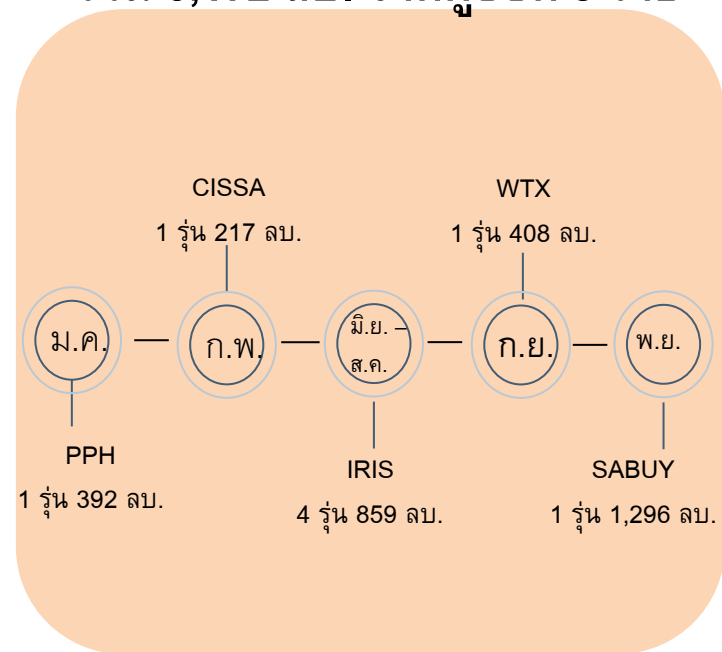 CISSA
1 รุ่น 217 ลบ.
WTX
1 รุ่น 408 ลบ.
ม.ค.
ก.พ.
มิ.ย. –
ส.ค.
ก.ย.
พ.ย.
PPH
1 รุ่น 392 ลบ.
IRIS
4 รุ่น 859 ลบ.
SABUY
1 รุ่น 1,296 ลบ.